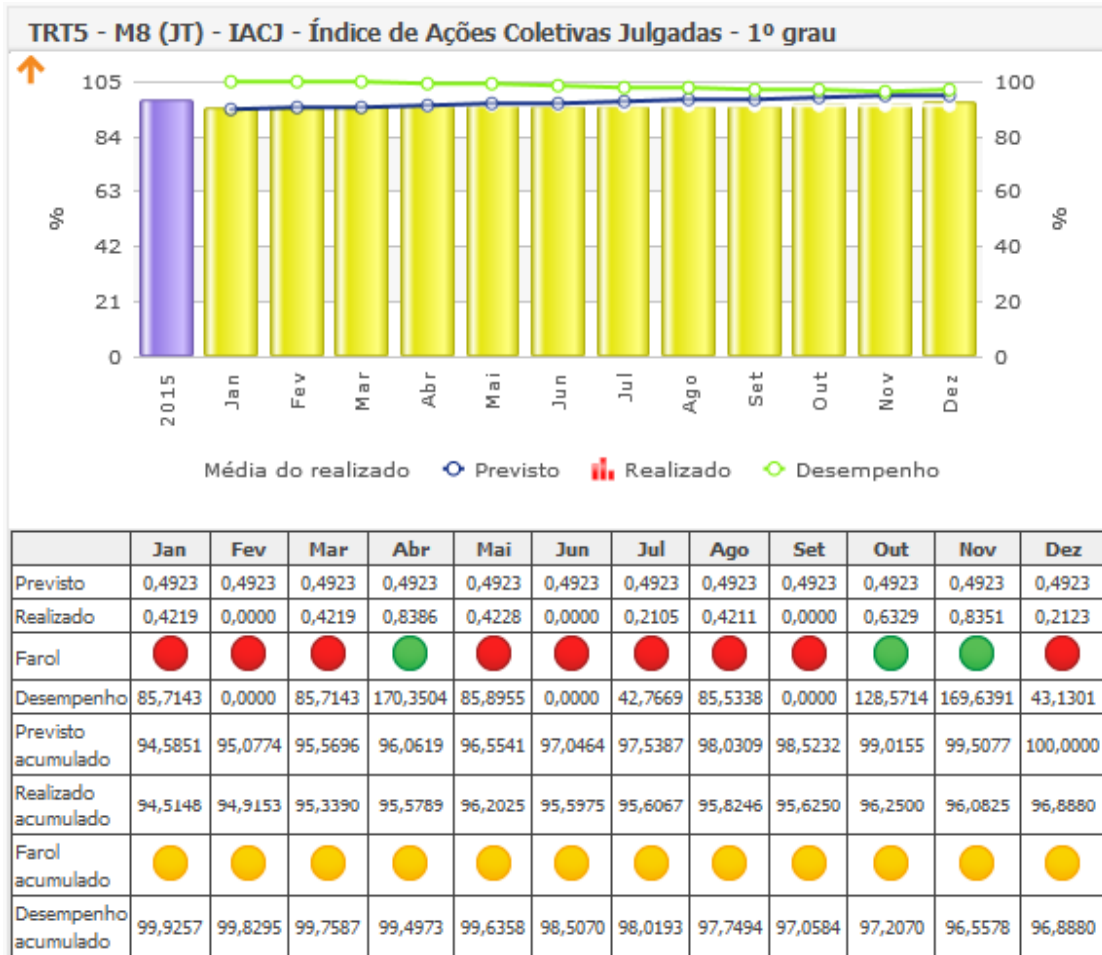 TRT5 - M8 (JT) - IACJ - Índice de Ações Coletivas Julgadas - 1º grau
105 100
84 80
63 60
% %
42 40
21 20
0 0
2015 Jan Fev Mar Abr Mai Jun Jul Ago Set Out Nov Dez
Média do realizado Previsto Realizado Desempenho
Jan Fev Mar Abr Mai Jun Jul Ago Set Out Nov Dez
Previsto 0,4923 0,4923 0,4923 0,4923 0,4923 0,4923 0,4923 0,4923 0,4923 0,4923 0,4923 0,4923
Realizado 0,4219 0,0000 0,4219 0,8386 0,4228 0,0000 0,2105 0,4211 0,0000 0,6329 0,8351 0,2123
Farol
Desempenho 85,7143 0,0000 85,7143 170,3504 85,8955 0,0000 42,7669 85,5338 0,0000 128,5714 169,6391 43,1301
Previsto
acumulado 94,5851 95,0774 95,5696 96,0619 96,5541 97,0464 97,5387 98,0309 98,5232 99,0155 99,5077 100,0000
Realizado
acumulado 94,5148 94,9153 95,3390 95,5789 96,2025 95,5975 95,6067 95,8246 95,6250 96,2500 96,0825 96,8880
Farol
acumulado
Desempenho
acumulado 99,9257 99,8295 99,7587 99,4973 99,6358 98,5070 98,0193 97,7494 97,0584 97,2070 96,5578 96,8880